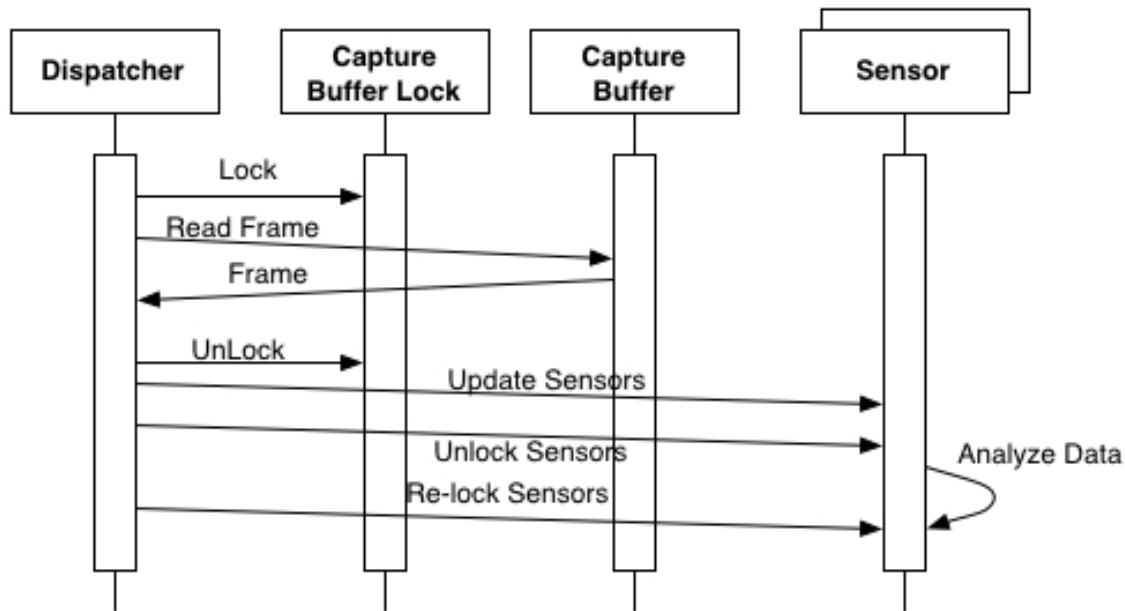 Dispatcher
Capture
Buffer Lock
Capture
Buffer
Sensor
Lock
Read Frame
Frame
UnLock
Update Sensors
Unlock Sensors
Analyze Data
Re-lock Sensors